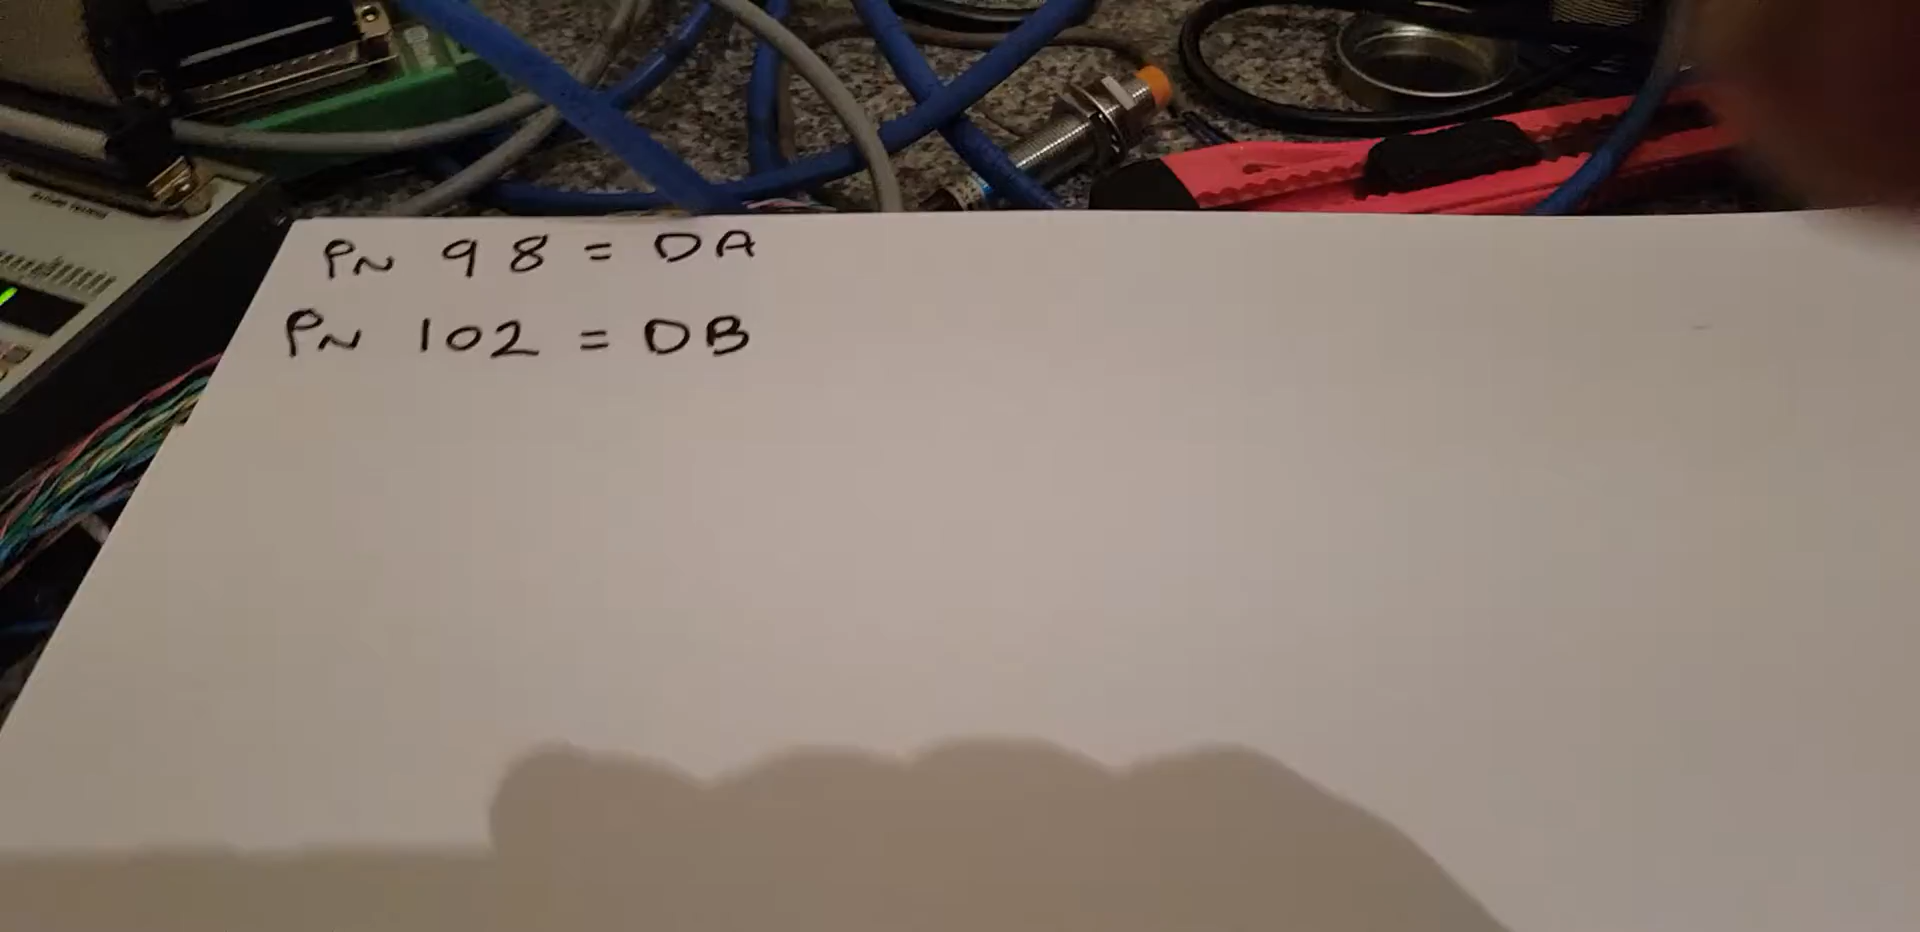 PN 98 = DA
PN 102 = DB